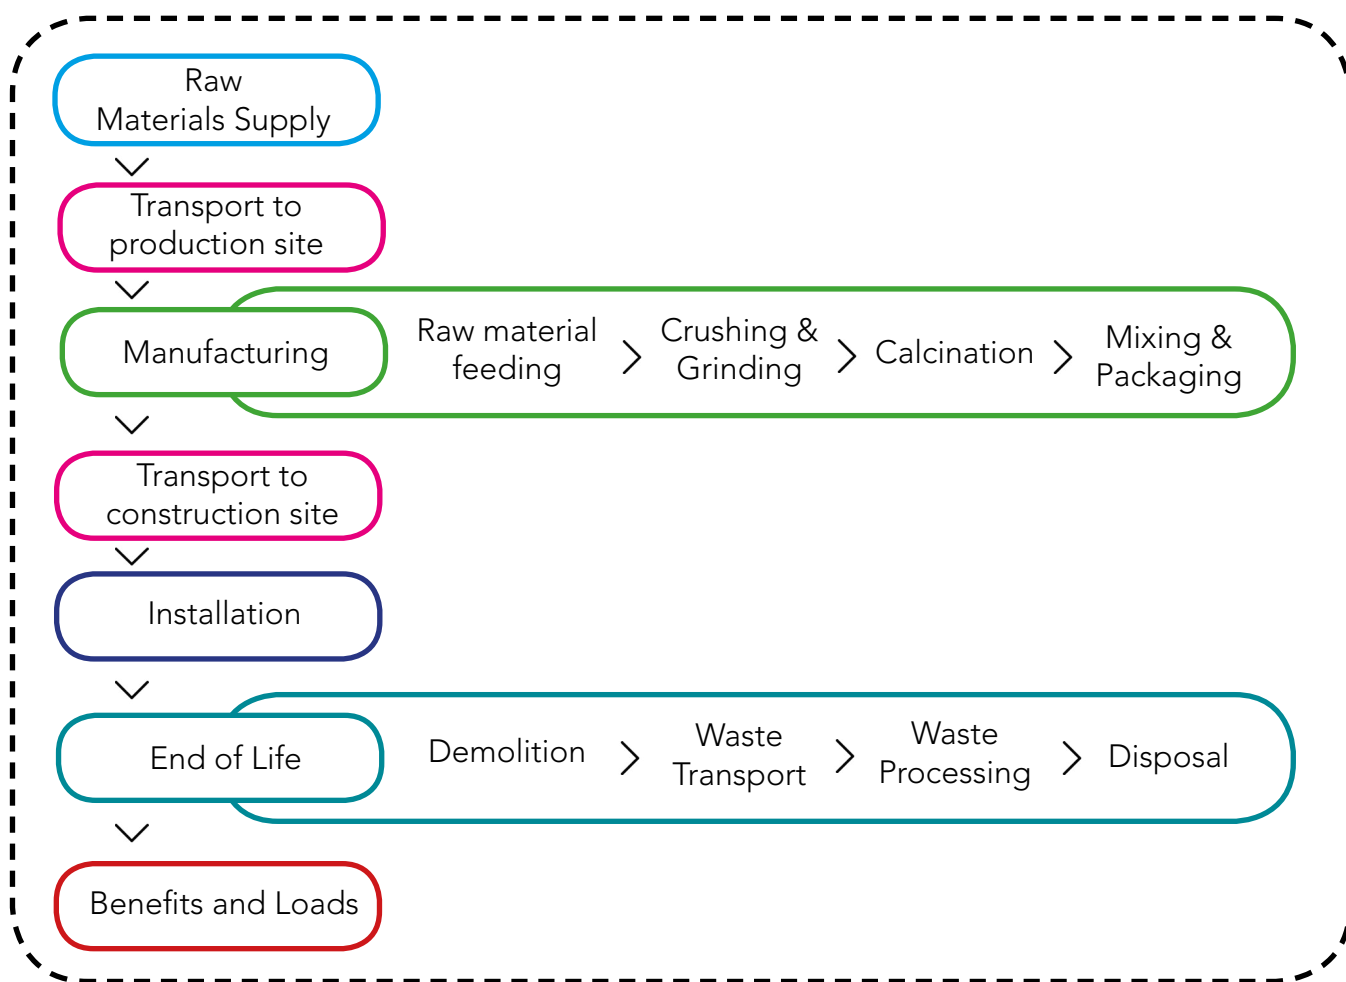 Raw
Materials Supply
Transport to
production site
Manufacturing
Raw material
feeding
Crushing &
Grinding
Calcination
Mixing &
Packaging
Transport to
construction site
Installation
End of Life
Demolition
Waste
Transport
Waste
Processing
Disposal
Benefits and Loads